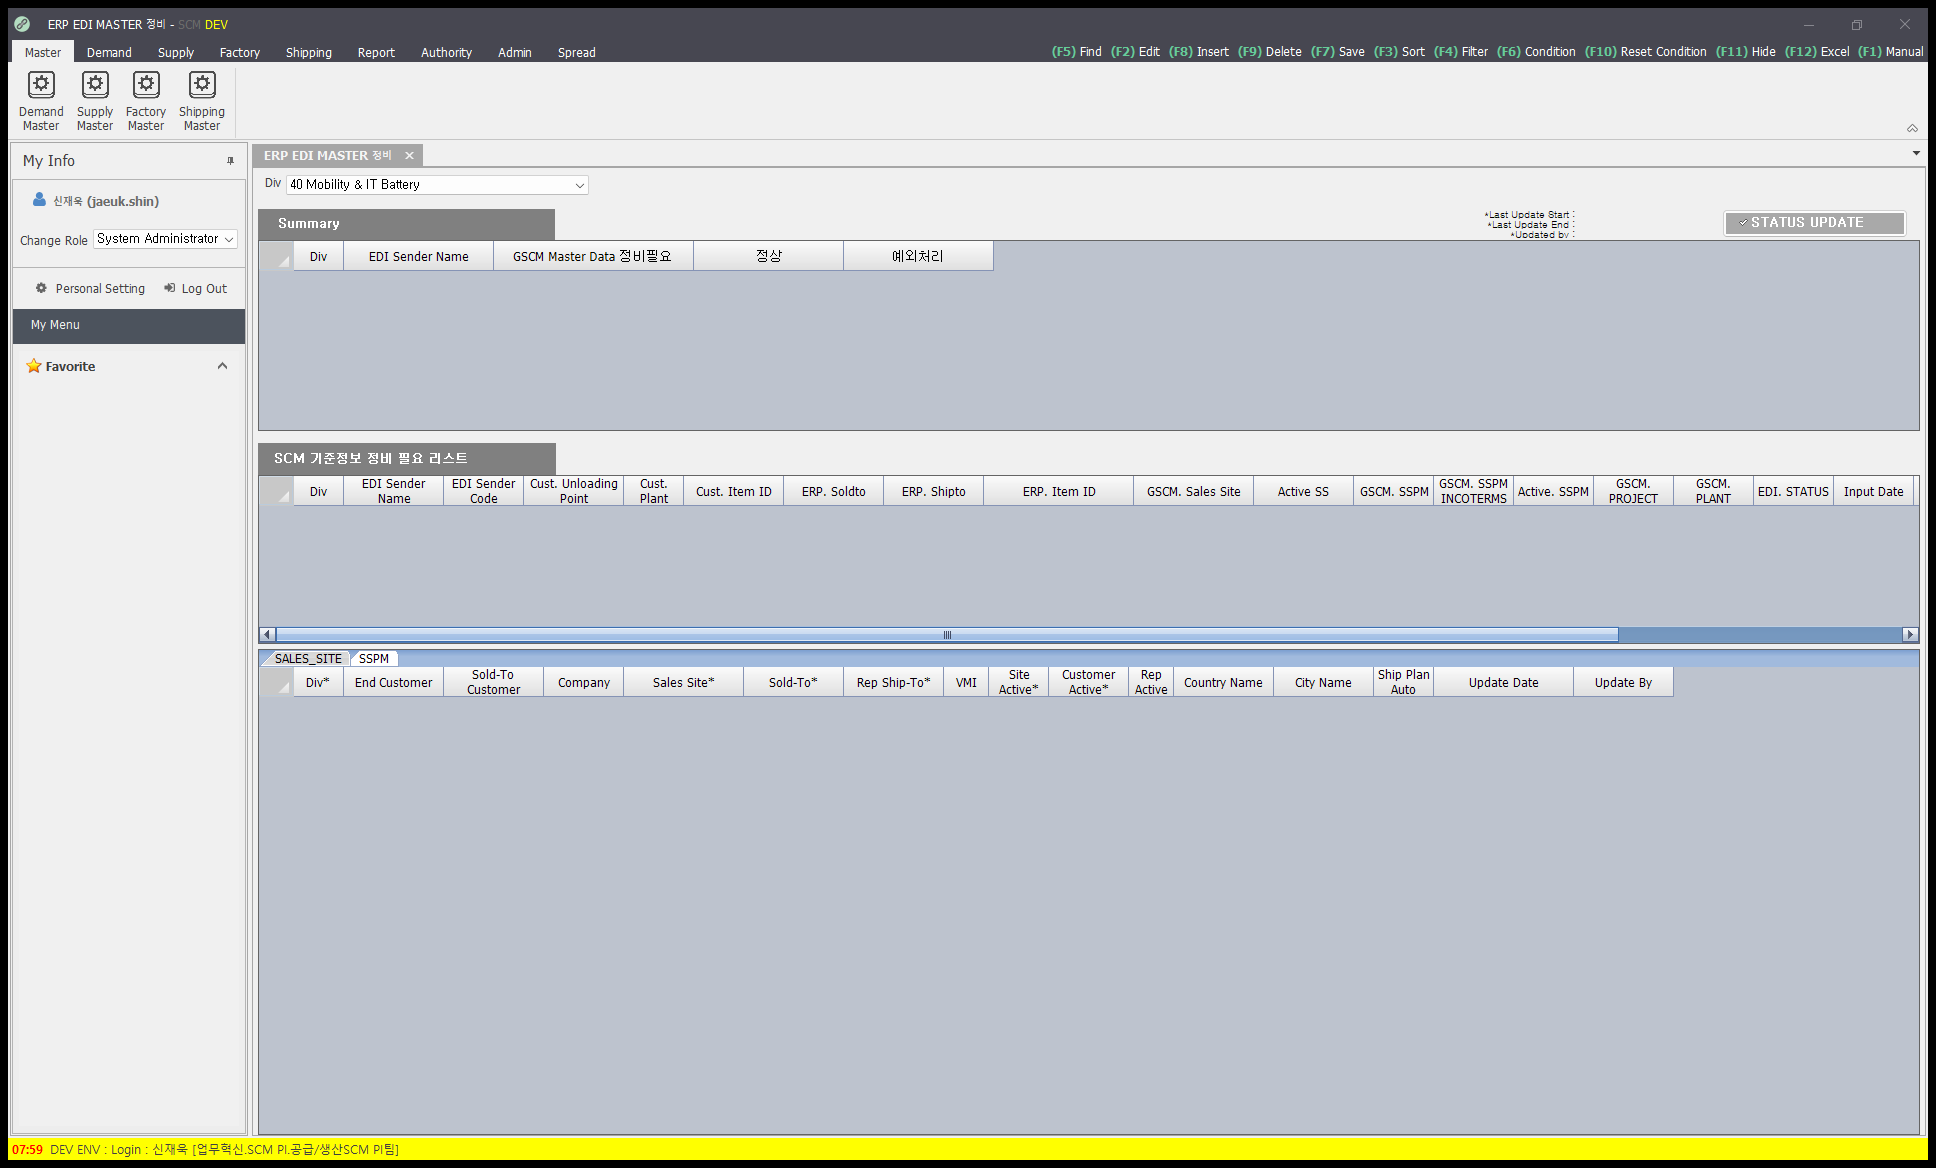 ERP EDI MASTER 정비 - SCM DEV
Master Demand Supply Factory Shipping Report Authority Admin Spread (F5) Find (F2) Edit (F8) Insert (F9) Delete (F7) Save (F3) Sort (F4) Filter (F6) Condition (F10) Reset Condition (F11) Hide (F12) Excel (F1) Manual
Demand Master
Supply Master
Factory Master
Shipping Master
My Info
신재욱 (jaeuk.shin)
Change Role System Administrator
Personal Setting Log Out
My Menu
Favorite
ERP EDI MASTER 정비
Div 40 Mobility & IT Battery
Summary
*Last Update Start :
*Last Update End :
*Updated by :
STATUS UPDATE
Div EDI Sender Name GSCM Master Data 정비필요 정상 예외처리
SCM 기준정보 정비 필요 리스트
Div EDI Sender Name EDI Sender Code Cust. Unloading Point Cust. Plant Cust. Item ID ERP. Soldto ERP. Shipto ERP. Item ID GSCM. Sales Site Active SS GSCM. SSPM GSCM. SSPM INCOTERMS Active. SSPM GSCM. PROJECT GSCM. PLANT EDI. STATUS Input Date
SALES_SITE SSPM
Div* End Customer Sold-To Customer Company Sales Site* Sold-To* Rep Ship-To* VMI Site Active* Customer Active* Rep Active Country Name City Name Ship Plan Auto Update Date Update By
07:59 DEV ENV : Login : 신재욱 [업무혁신.SCM PI.공급/생산SCM PI팀]